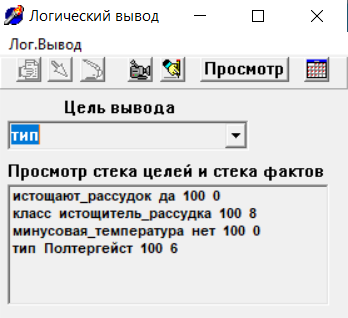 Логический вывод
Лог.Вывод
Просмотр
Цель вывода
тип
Просмотр стека целей и стека фактов
истощают_рассудок да 100 0
класс истощитель_рассудка 100 8
минусовая_температура нет 100 0
тип Полтергейст 100 6